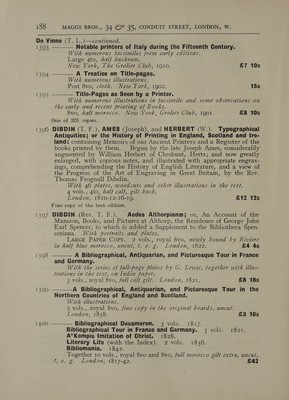 188 MAGGS BROS., 34 & 35, CONDUIT STREET, LONDON, W.
De Vinne (T. L.)—continued.
1393 ——— Notable printers of Italy during the Fifteenth Century.
With numerous facsimiles from early editions.
Large 4to, half buckram.
New York, The Grolier Club, 1910. £7 10s
1394 ——— A Treatise on Title-pages.
With numerous illustrations.
Post 8vo, cloth. New York, 1902. 15s
1395 ——— Title-Pages as Seen by a Printer.
With numerous illustrations in facsimile and some observations on
the early and recent printing of Books.
8vo, half morocco. New York, Grolier Club, 1901. £8 10s
One of 325 copies.
1396 DIBDIN (T. F.), AMES (Joseph), and HERBERT (W.). Typographical
Antiquities; or the History of Printing in England, Scotland and Ire-
land: containing Memoirs of our Ancient Printers and a Register of the
books printed by them. Begun by the late Joseph Ames, considerably
augmented by William Herbert of Cheshunt, Herts; and now greatly
enlarged, with copious notes, and illustrated with appropriate engrav-
ings, comprehending the History of English Literature, and a view of
the Progress of the Art of Engraving in Great Britain, by the Rev.
Thomas Frognall Dibdin.
With 46 plates, woodcuts and other illustrations in the text.
4 vols., 4to, half calf, gilt back.
London, 1810-12-16-19. £12 12s
Fine copy of the best edition.
1397 DIBDIN (Rev. T. F.). Aedes Althorpianæ; or, An Account of the
Mansion, Books, and Pictures at Althorp, the Residence of George John
Earl Spencer, to which is added a Supplement to the Bibliotheca Spen-
ceriana. With portraits and plates.
LARGE PAPER COPY. 2 vols., royal 8vo, newly bound by Riviere
in half blue morocco, uncut, t. e. g. London, 1822. £4 4s
1398 ——— A Bibliographical, Antiquarian, and Picturesque Tour in France
and Germany.
With the series of full-page plates by G. Lewis, together with illus-
trations in the text, on India paper.
3 vols., royal 8vo, full calf gilt. London, 1821. £8 18s
1399 ——— A Bibliographical, Antiquarian, and Picturesque Tour in the
Northern Countries of England and Scotland.
With illustrations.
2 vols., royal 8vo, fine copy in the original boards, uncut.
London, 1838. £3 10s
1400 ——— Bibliographical Decameron. 3 vols. 1817.
Bibliographical Tour in France and Germany. 3 vols. 1821.
A'Kempis Imitation of Christ. 1828.
Literary Life (with the Index). 2 vols. 1836.
Bibliomania. 1842.
Together to vols., royal 8vo and 8vo, full morocco gilt extra, uncut,
t. e. g. London, 1817-42. £42